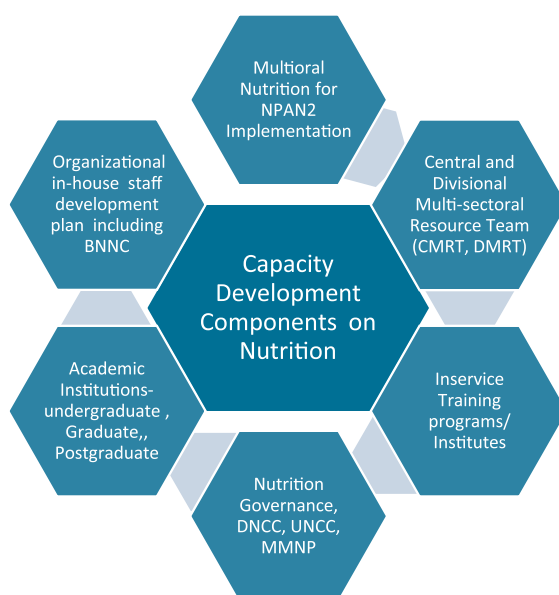 Multioral
Nutrition for
NPAN2
Implementation
Central and
Divisional
Multi-sectoral
Resource Team
(CMRT, DMRT)
Inservice
Training
programs/
Institutes
Nutrition
Governance,
DNCC, UNCC,
MMNP
Academic
Institutions-
undergraduate ,
Graduate,,
Postgraduate
Organizational
in-house staff
development
plan including
BNNC
Capacity
Development
Components on
Nutrition